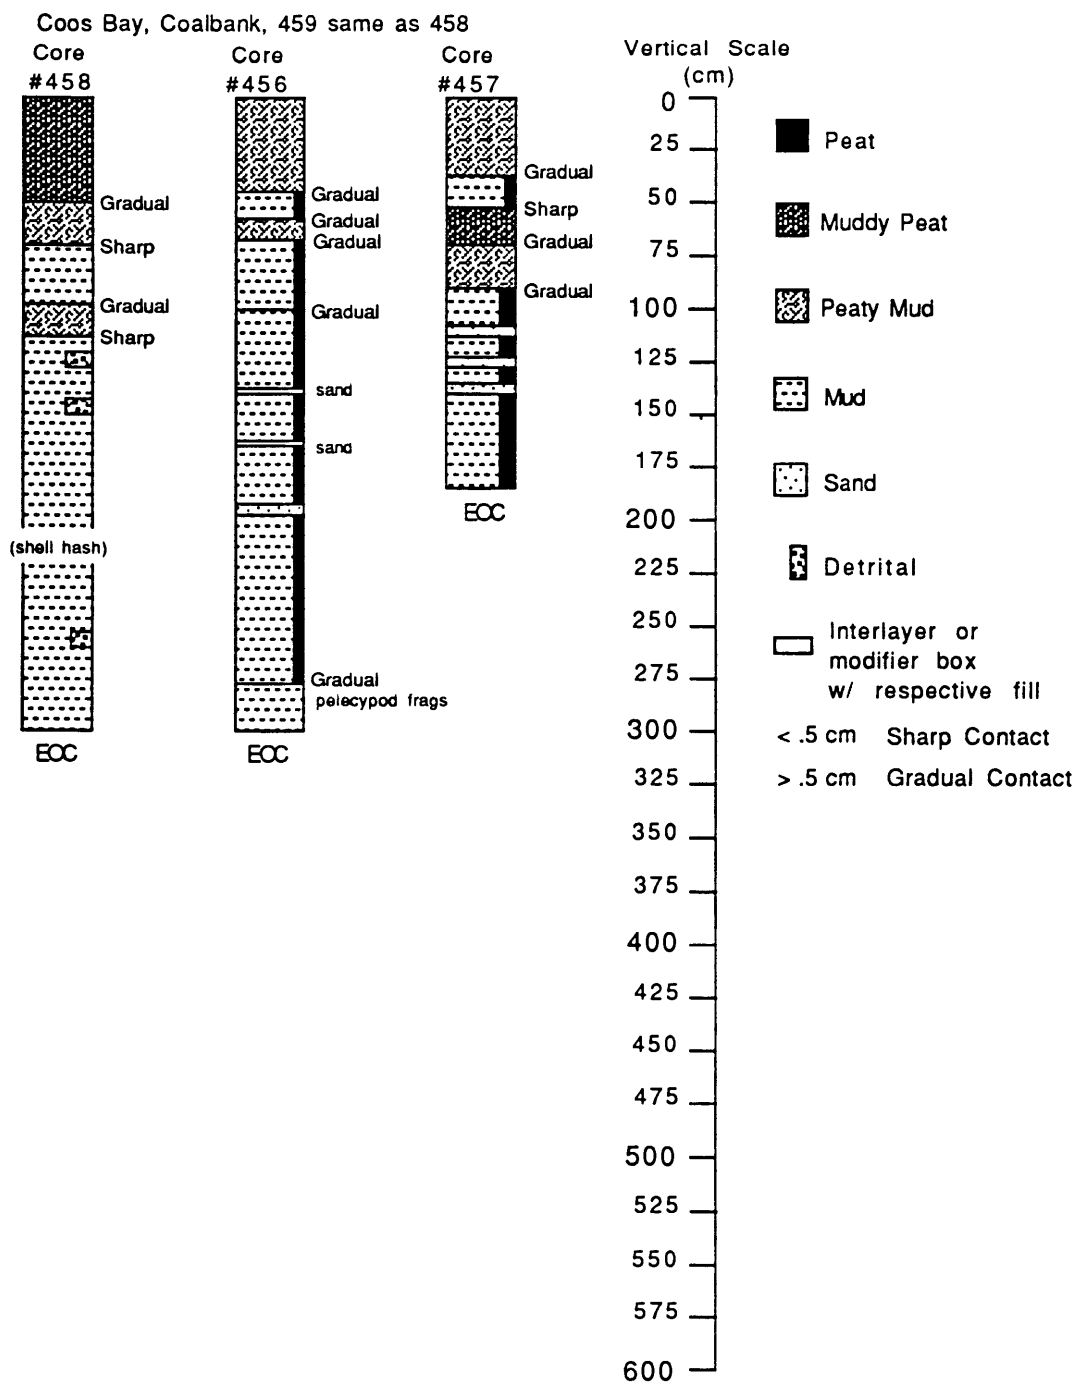 Coos Bay, Coalbank, 459 same as 458
Core
#458
Core
#456
Core
#457
Vertical Scale
(cm)
Gradual
Sharp
Gradual
Sharp
(shell hash)
EOC
Gradual
Gradual
Gradual
Gradual
sand
sand
Gradual
pelecypod frags
EOC
Gradual
Sharp
Gradual
Gradual
EOC
0
25
50
75
100
125
150
175
200
225
250
275
300
325
350
375
400
425
450
475
500
525
550
575
600
Peat
Muddy Peat
Peaty Mud
Mud
Sand
Detrital
Interlayer or
modifier box
w/ respective fill
< .5 cm Sharp Contact
> .5 cm Gradual Contact